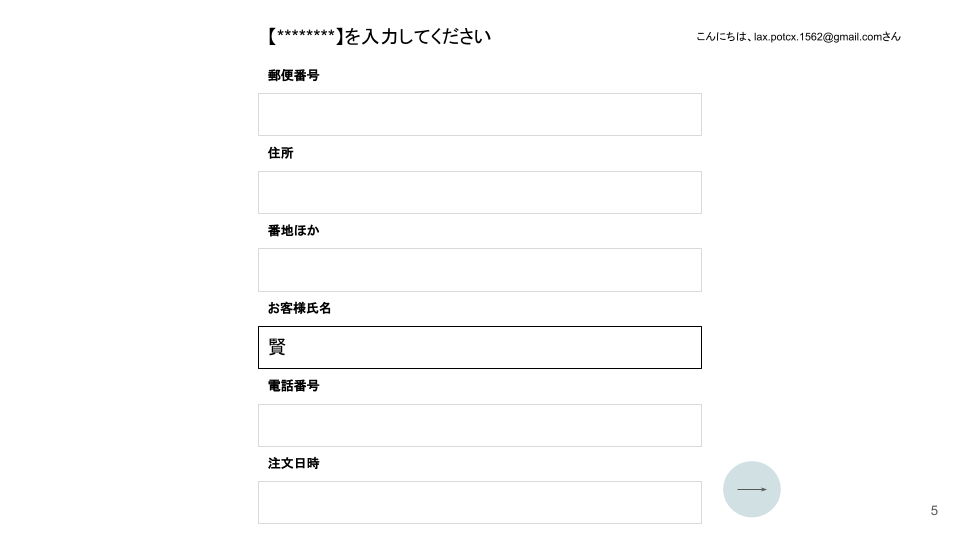 【********】を入力してください
こんにちは、lax.potcx.1562@gmail.comさん
郵便番号
住所
番地ほか
お客様氏名
賢
電話番号
注文日時
5